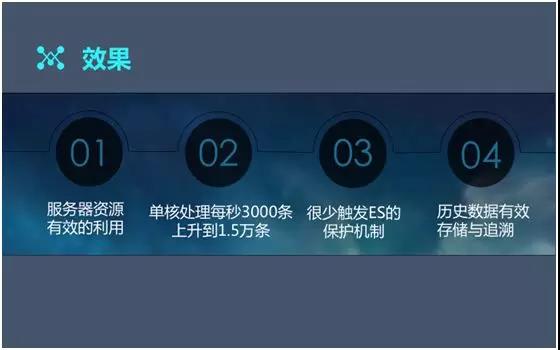 效果
01
服务器资源
有效的利用
02
单核处理每秒3000条
上升到1.5万条
03
很少触发ES的
保护机制
04
历史数据有效
存储与追溯